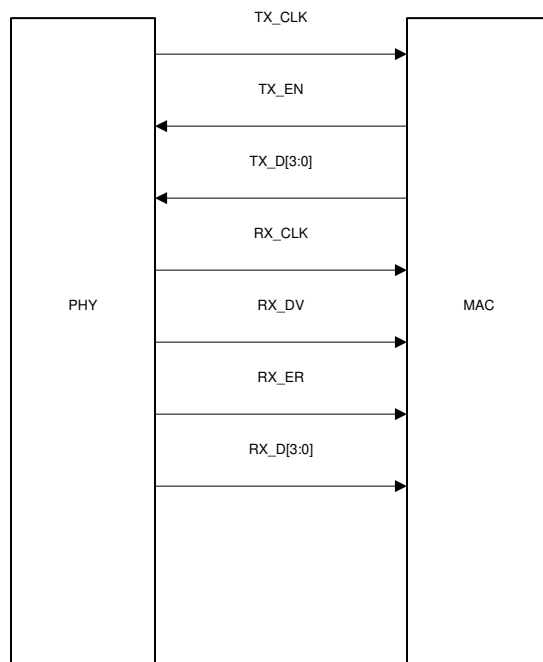 TX_CLK
TX_EN
TX_D[3:0]
RX_CLK
PHY
RX_DV
MAC
RX_ER
RX_D[3:0]